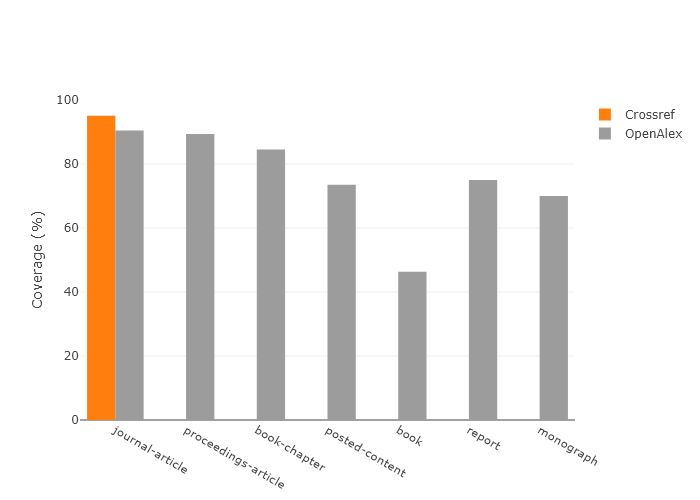 100
80
60
40
20
0
Coverage (%)
journal-article
proceedings-article
book-chapter
posted-content
book
report
monograph
Crossref
OpenAlex